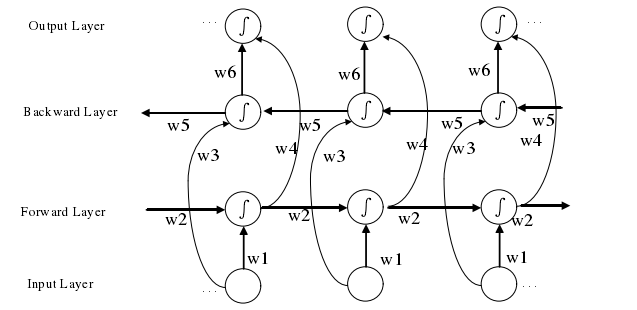 Output Layer ... ∫ ∫ ∫ ...
w6 w6 w6
Backward Layer ∫ ∫ ∫
w5 w5 w5 w5
w3 w4 w3 w4 w3 w4
Forward Layer ∫ ∫ ∫
w2 w2 w2 w2
w1 w1 w1
Input Layer ... ...